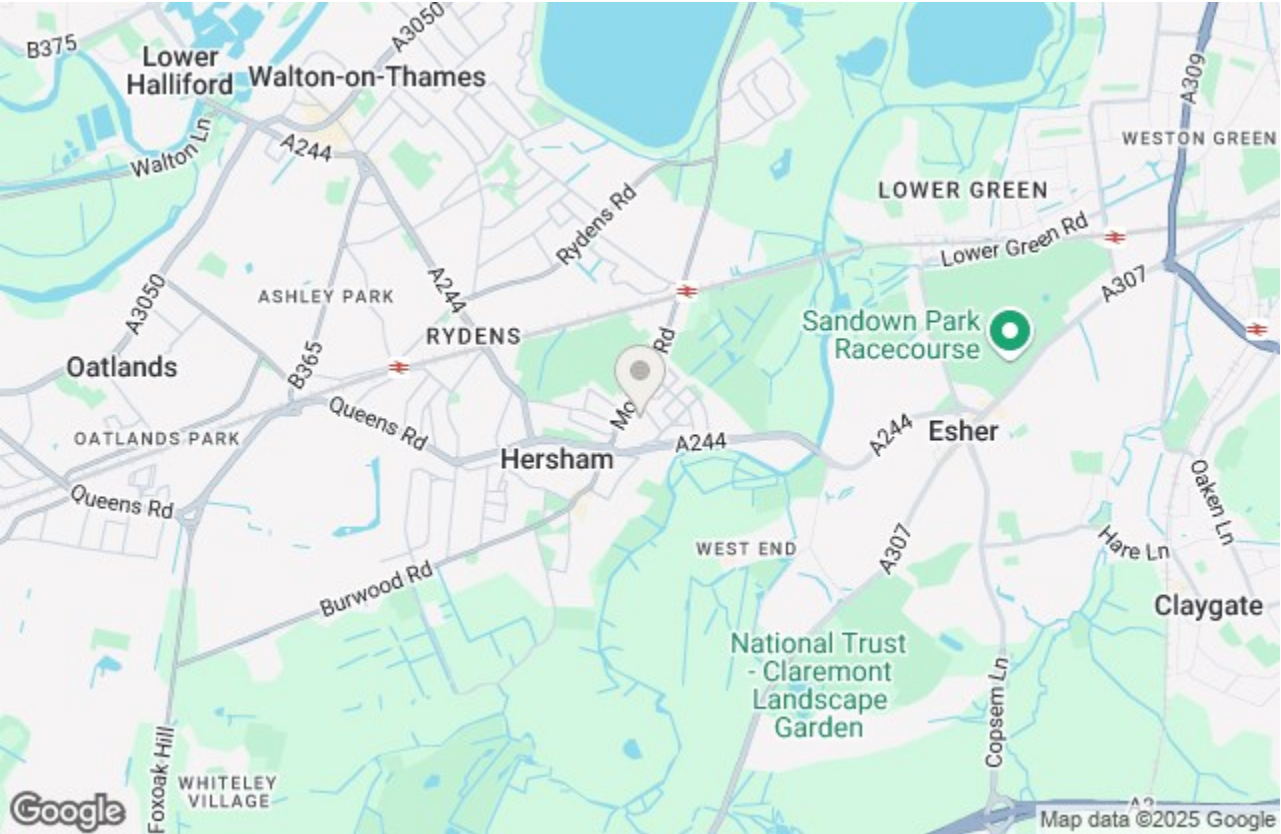 B375
A3050
Lower
Halliford
Walton-on-Thames
A309
Walton Ln
A244
WESTON GREEN
LOWER GREEN
Rydens Rd
Lower Green Rd
A3050
ASHLEY PARK
A244
A307
RYDENS
Sandown Park
Racecourse
Rd
Oatlands
B365
Queens Rd
A244
A244
Esher
OATLANDS PARK
Hersham
Queens Rd
Oaken Ln
WEST END
A307
Hare Ln
Burwood Rd
Claygate
National Trust
- Claremont
Landscape
Garden
Copsem Ln
Foxoak Hill
WHITELEY
VILLAGE
Google
A3
Map data ©2025 Google